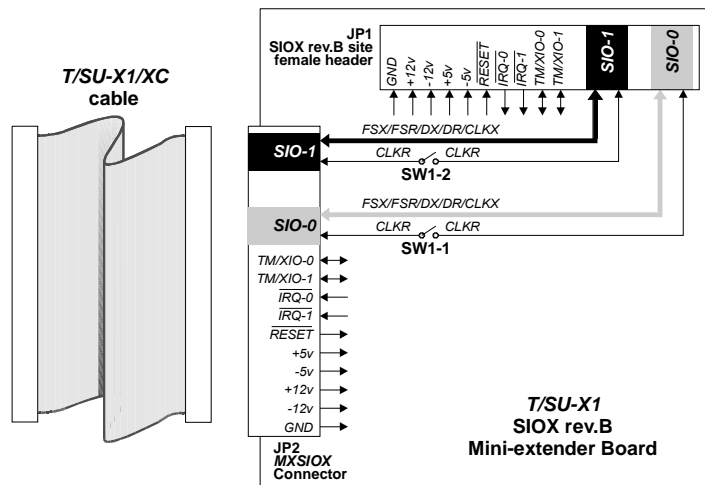 T/SU-X1/XC
cable
JP1
SIOX rev.B site
female header
GND
+12v
-12v
+5v
-5v
RESET
IRQ-0
IRQ-1
TM/XIO-0
TM/XIO-1
SIO-1
SIO-0
FSX/FSR/DX/DR/CLKX
SIO-1
CLKR CLKR
SW1-2
FSX/FSR/DX/DR/CLKX
SIO-0
CLKR CLKR
SW1-1
TM/XIO-0
TM/XIO-1
IRQ-0
IRQ-1
RESET
+5v
-5v
+12v
-12v
GND
JP2
MXSIOX
Connector
T/SU-X1
SIOX rev.B
Mini-extender Board